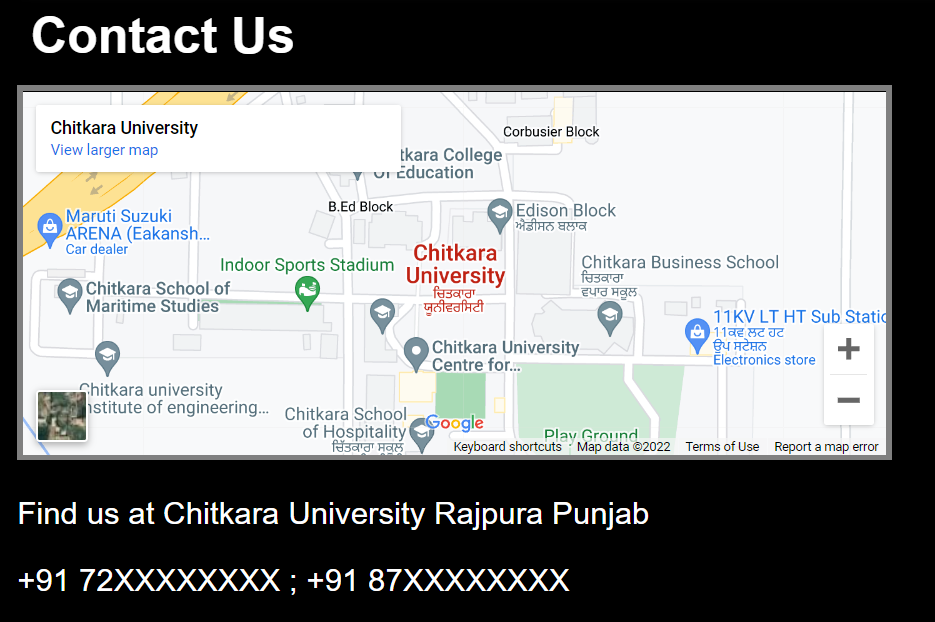 Contact Us
Chitkara University
View larger map
Corbusier Block
tkara College
Of Education
B.Ed Block
Edison Block
ਐਡੀਸਨ ਬਲਾਕ
Maruti Suzuki
ARENA (Eakansh...
Car dealer
Chitkara
University
ਚਿਤਕਾਰਾ
ਯੂਨੀਵਰਸਿਟੀ
Indoor Sports Stadium
Chitkara Business School
ਚਿਤਕਾਰਾ
ਵਪਾਰ ਸਕੂਲ
Chitkara School of
Maritime Studies
11KV LT HT Sub Static
11ਕਵ ਲਟ ਹਟ
ਉਪ ਸਟੇਸ਼ਨ
Electronics store
Chitkara University
Centre for...
Chitkara university
nstitute of engineering...
Chitkara School
of Hospitality
ਚਿੱਤਕਾਰਾ ਸਕੂਲ
Google
Play Ground
Keyboard shortcuts
Map data ©2022
Terms of Use
Report a map error
Find us at Chitkara University Rajpura Punjab
+91 72XXXXXXXX ; +91 87XXXXXXXX